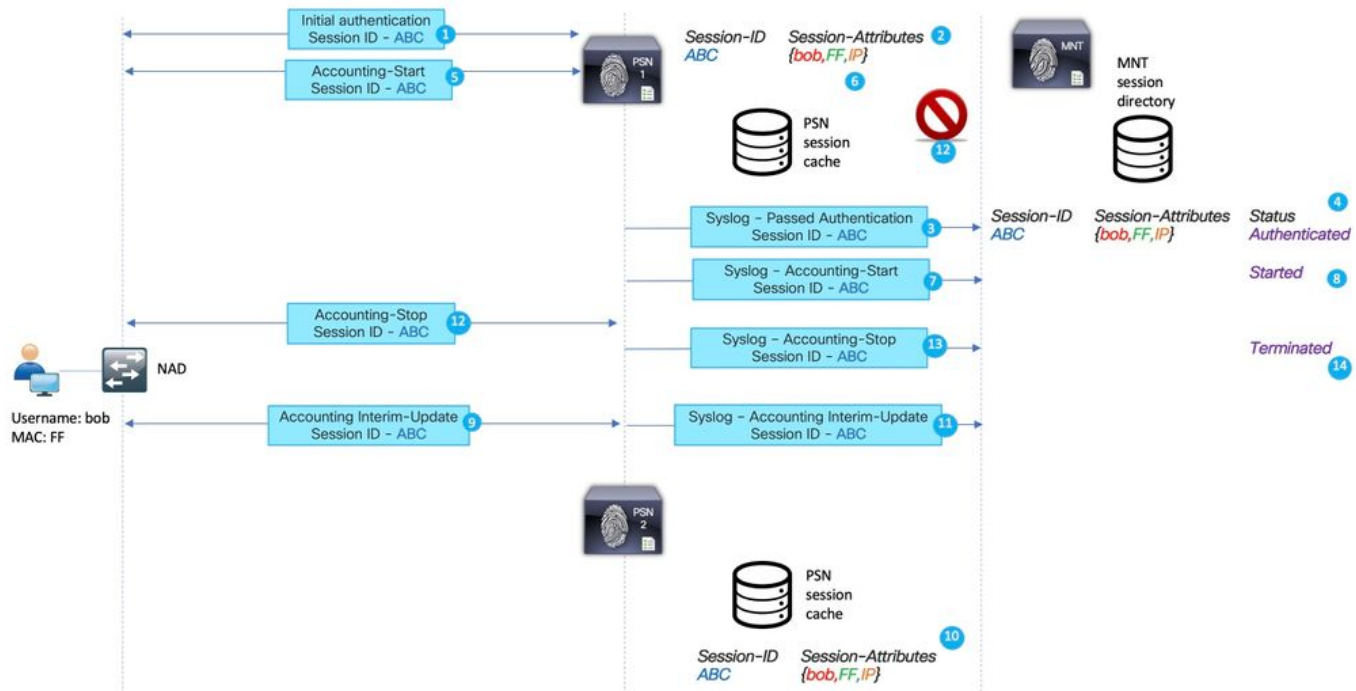 Initial authentication
Session ID - ABC
1
Session-ID
Session-Attributes
2
ABC
{bob,FF,IP}
PSN
1
MNT
Accounting-Start
Session ID - ABC
5
6
MNT
session
directory
PSN
session
cache
12
Syslog – Passed Authentication
Session ID - ABC
3
Session-ID
Session-Attributes
Status
4
ABC
{bob,FF,IP}
Authenticated
Syslog – Accounting-Start
Session ID - ABC
7
Started
8
Accounting-Stop
Session ID - ABC
12
Syslog – Accounting-Stop
Session ID - ABC
13
Terminated
14
NAD
Username: bob
MAC: FF
Accounting Interim-Update
Session ID - ABC
9
Syslog – Accounting Interim-Update
Session ID - ABC
11
PSN
2
PSN
session
cache
10
Session-ID
Session-Attributes
ABC
{bob,FF,IP}